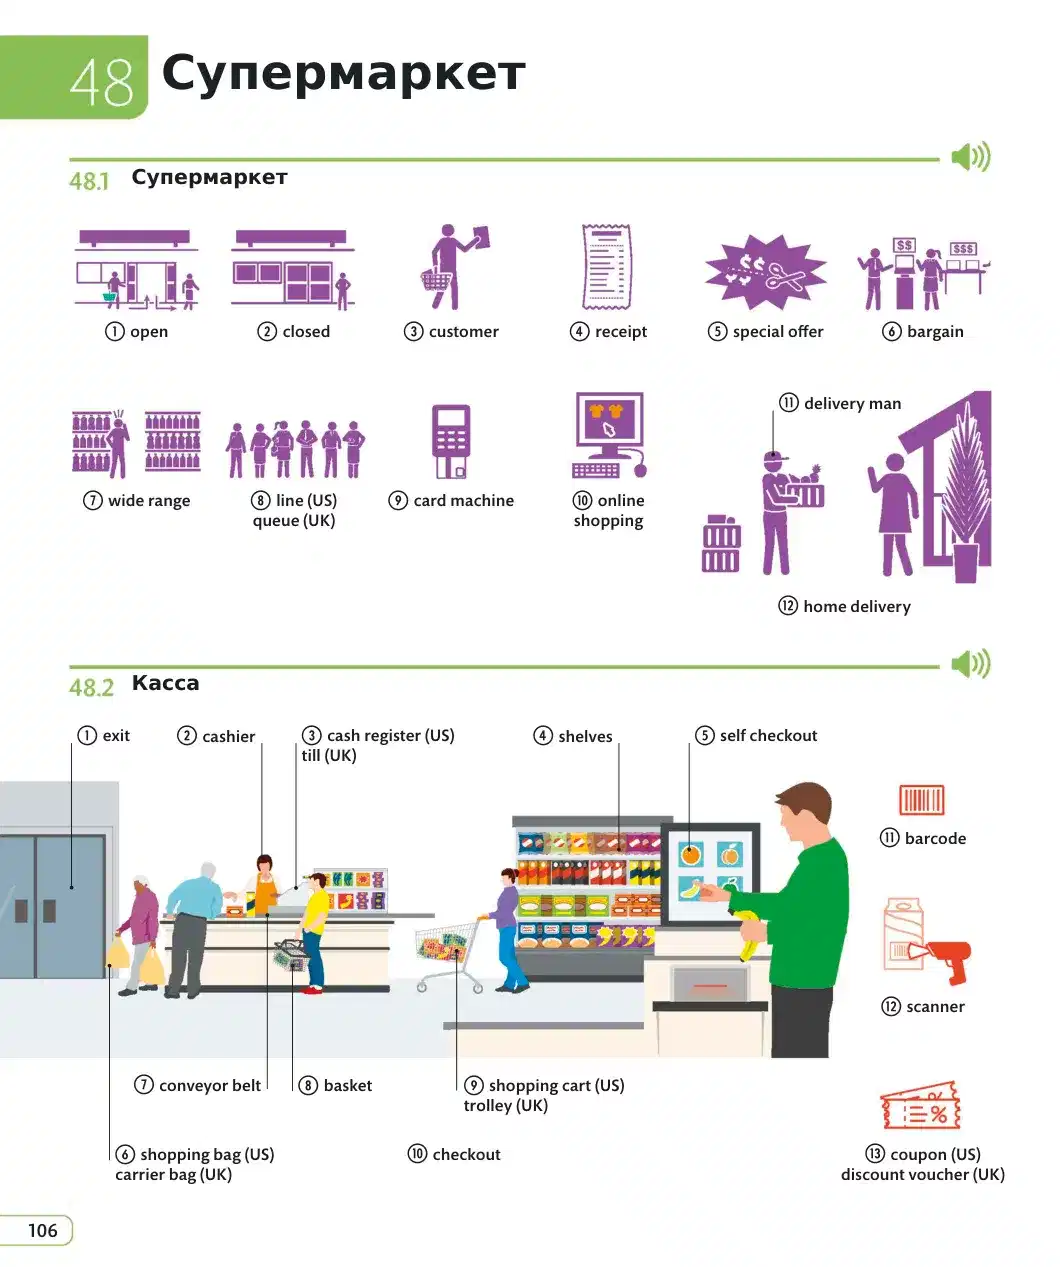 48 Супермаркет
48.1 Супермаркет
$$
$$$
① open
② closed
③ customer
④ receipt
⑤ special offer
⑥ bargain
⑪ delivery man
⑦ wide range
⑧ line (US)
queue (UK)
⑨ card machine
⑩ online
shopping
⑫ home delivery
48.2 Касса
① exit
② cashier
③ cash register (US)
till (UK)
④ shelves
⑤ self checkout
⑪ barcode
⑫ scanner
⑦ conveyor belt
⑧ basket
⑨ shopping cart (US)
trolley (UK)
%
%
⑥ shopping bag (US)
carrier bag (UK)
⑩ checkout
⑬ coupon (US)
discount voucher (UK)
106